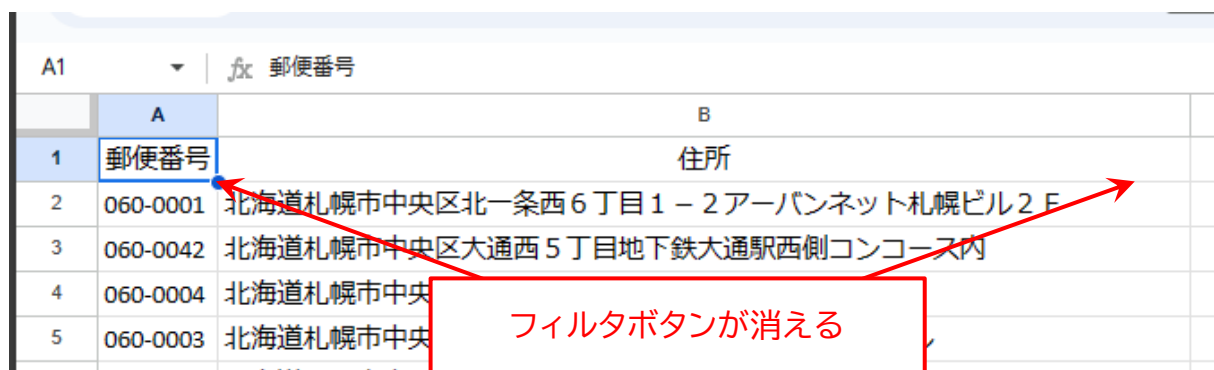 A1 fx 郵便番号
A B
1 郵便番号 住所
2 060-0001 北海道札幌市中央区北一条西６丁目１－２アーバンネット札幌ビル２Ｆ
3 060-0042 北海道札幌市中央区大通西５丁目地下鉄大通駅西側コンコース内
4 060-0004 北海道札幌市中央
5 060-0003 北海道札幌市中央
フィルタボタンが消える